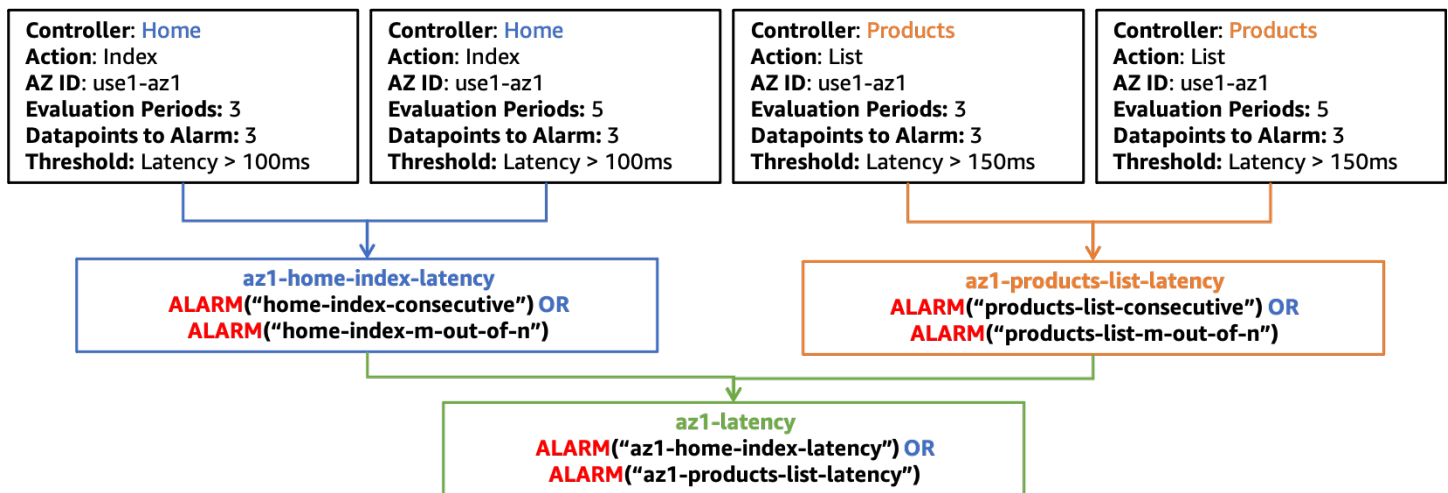 Controller: Home
Action: Index
AZ ID: use1-az1
Evaluation Periods: 3
Datapoints to Alarm: 3
Threshold: Latency > 100ms
Controller: Home
Action: Index
AZ ID: use1-az1
Evaluation Periods: 5
Datapoints to Alarm: 3
Threshold: Latency > 100ms
Controller: Products
Action: List
AZ ID: use1-az1
Evaluation Periods: 3
Datapoints to Alarm: 3
Threshold: Latency > 150ms
Controller: Products
Action: List
AZ ID: use1-az1
Evaluation Periods: 5
Datapoints to Alarm: 3
Threshold: Latency > 150ms
az1-home-index-latency
ALARM(“home-index-consecutive”) OR
ALARM(“home-index-m-out-of-n”)
az1-products-list-latency
ALARM(“products-list-consecutive”) OR
ALARM(“products-list-m-out-of-n”)
az1-latency
ALARM(“az1-home-index-latency”) OR
ALARM(“az1-products-list-latency”)